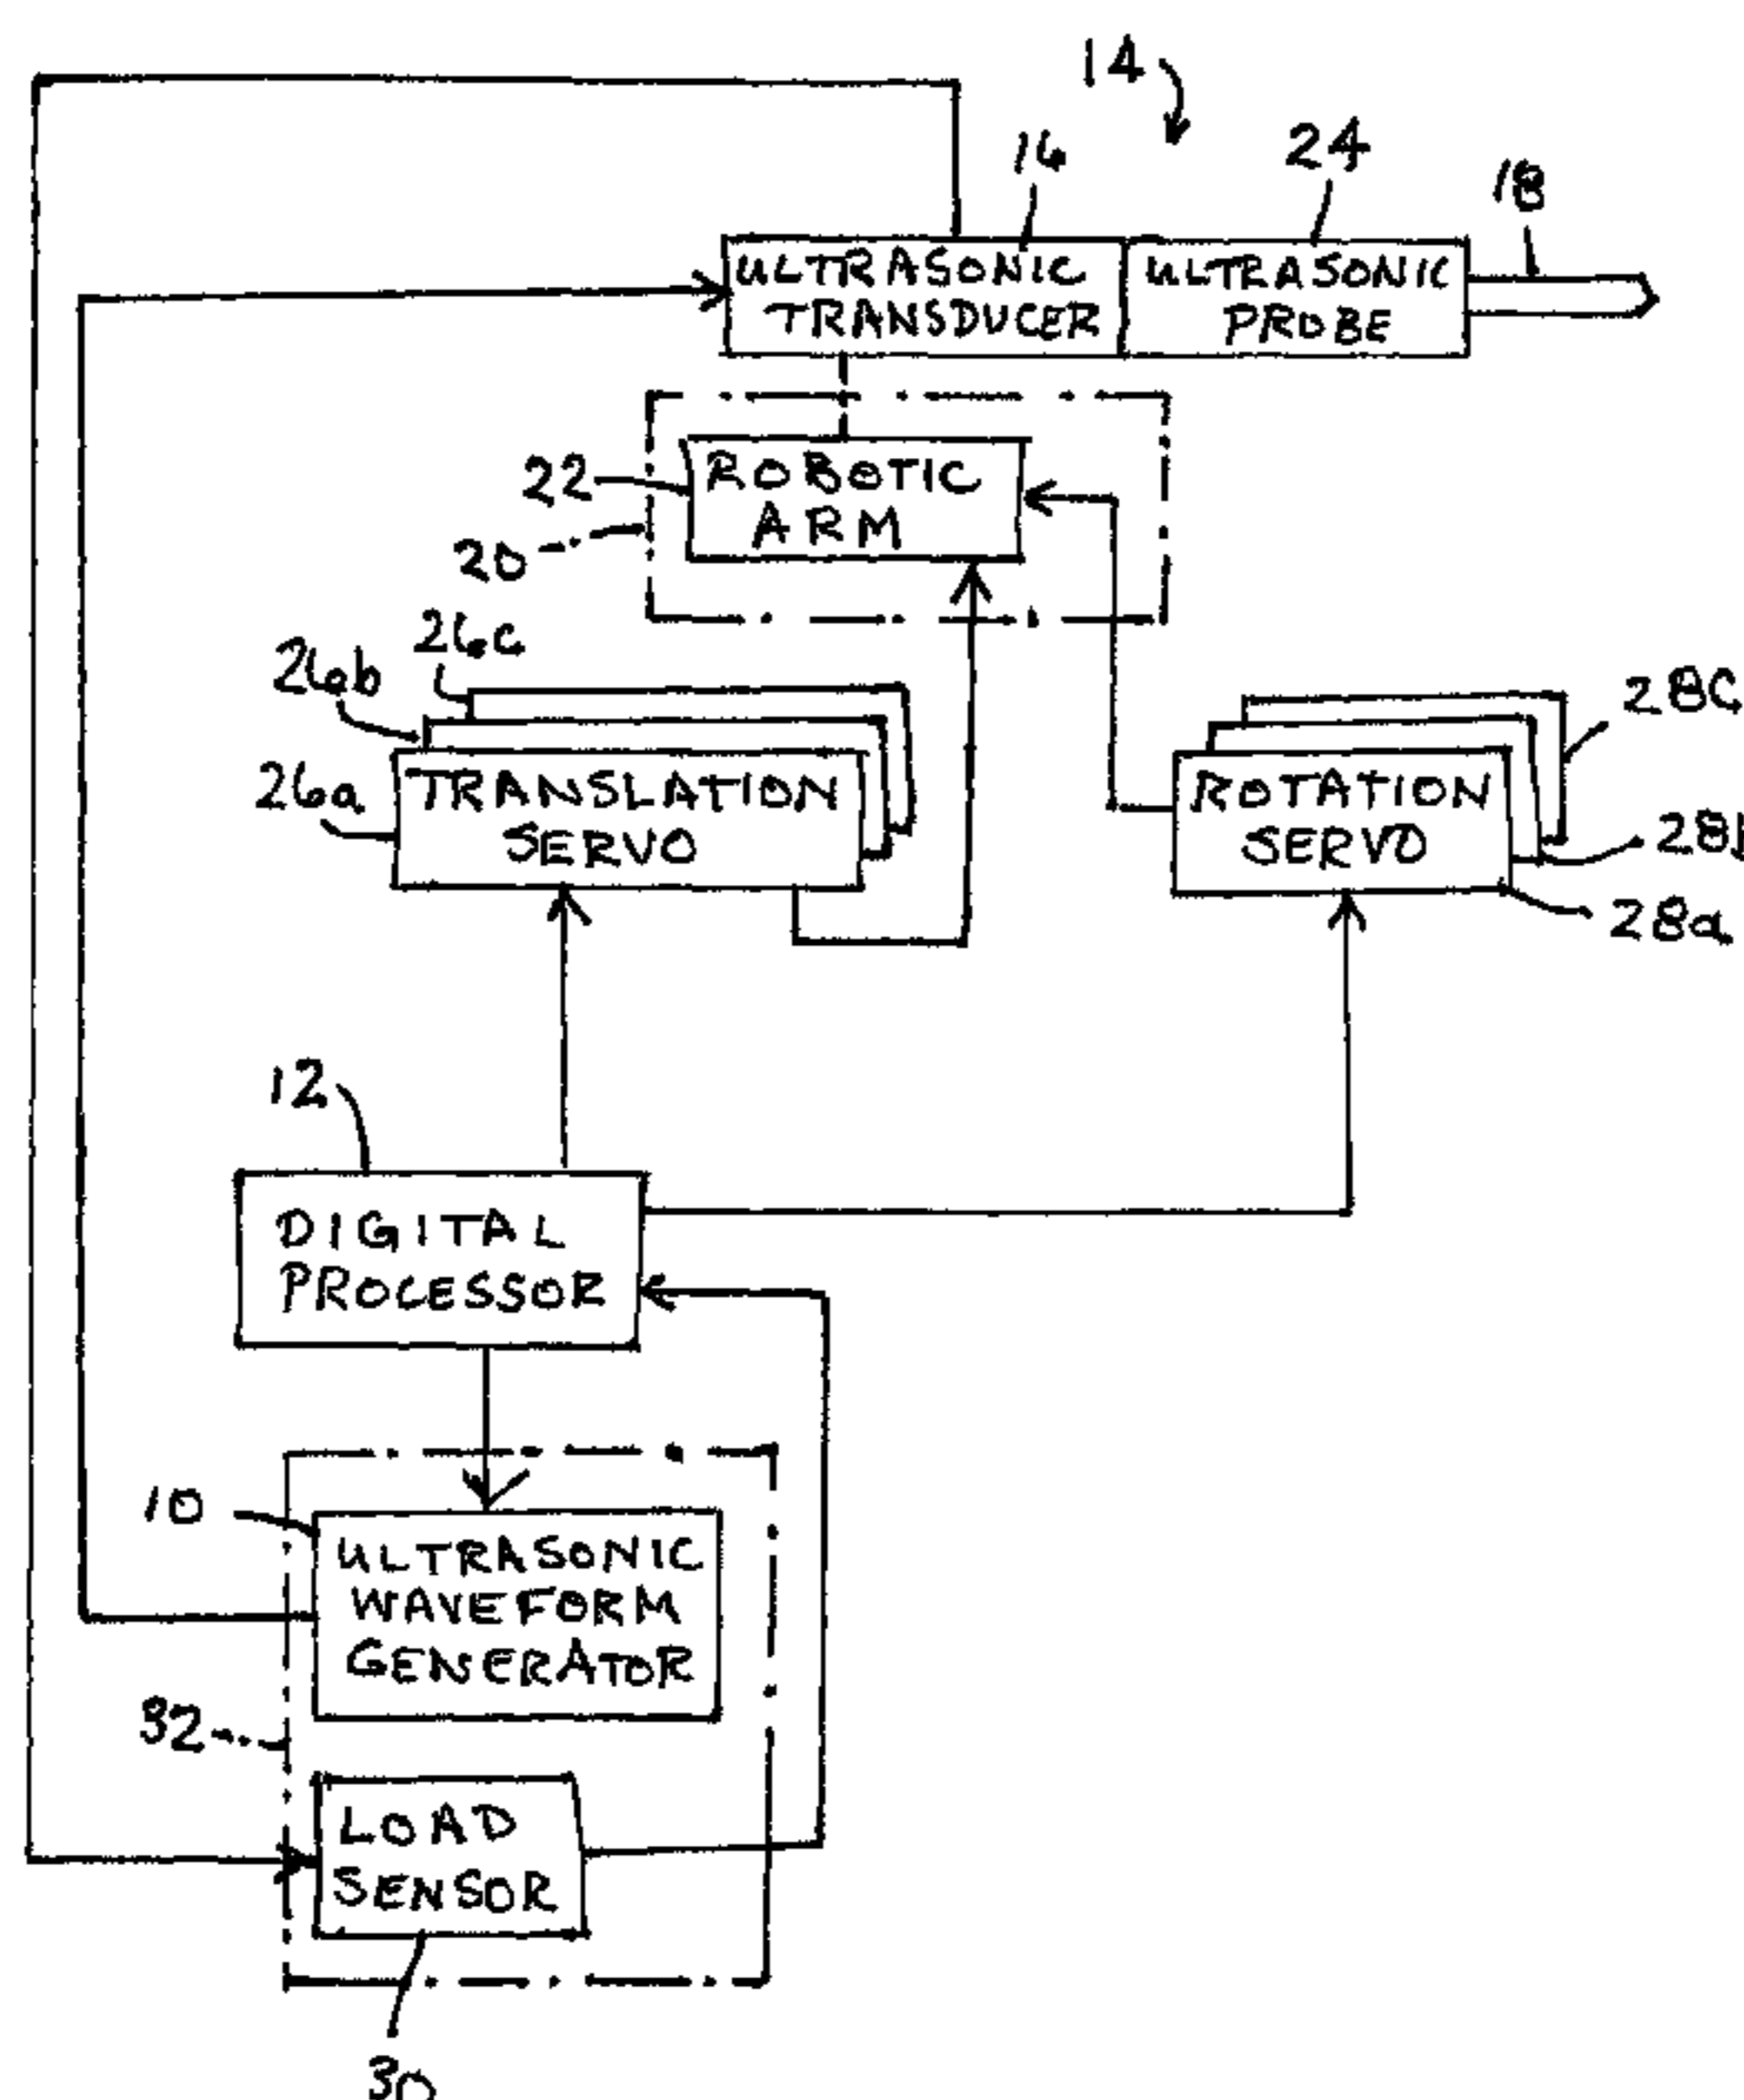 14
16
24
18
ULTRASONIC
TRANSDUCER
ULTRASONIC
PROBE
22
ROBOTIC
ARM
20
26c
26b
26a
TRANSLATION
SERVO
28c
ROTATION
SERVO
28b
28a
12
DIGITAL
PROCESSOR
10
ULTRASONIC
WAVEFORM
GENERATOR
32
LOAD
SENSOR
30